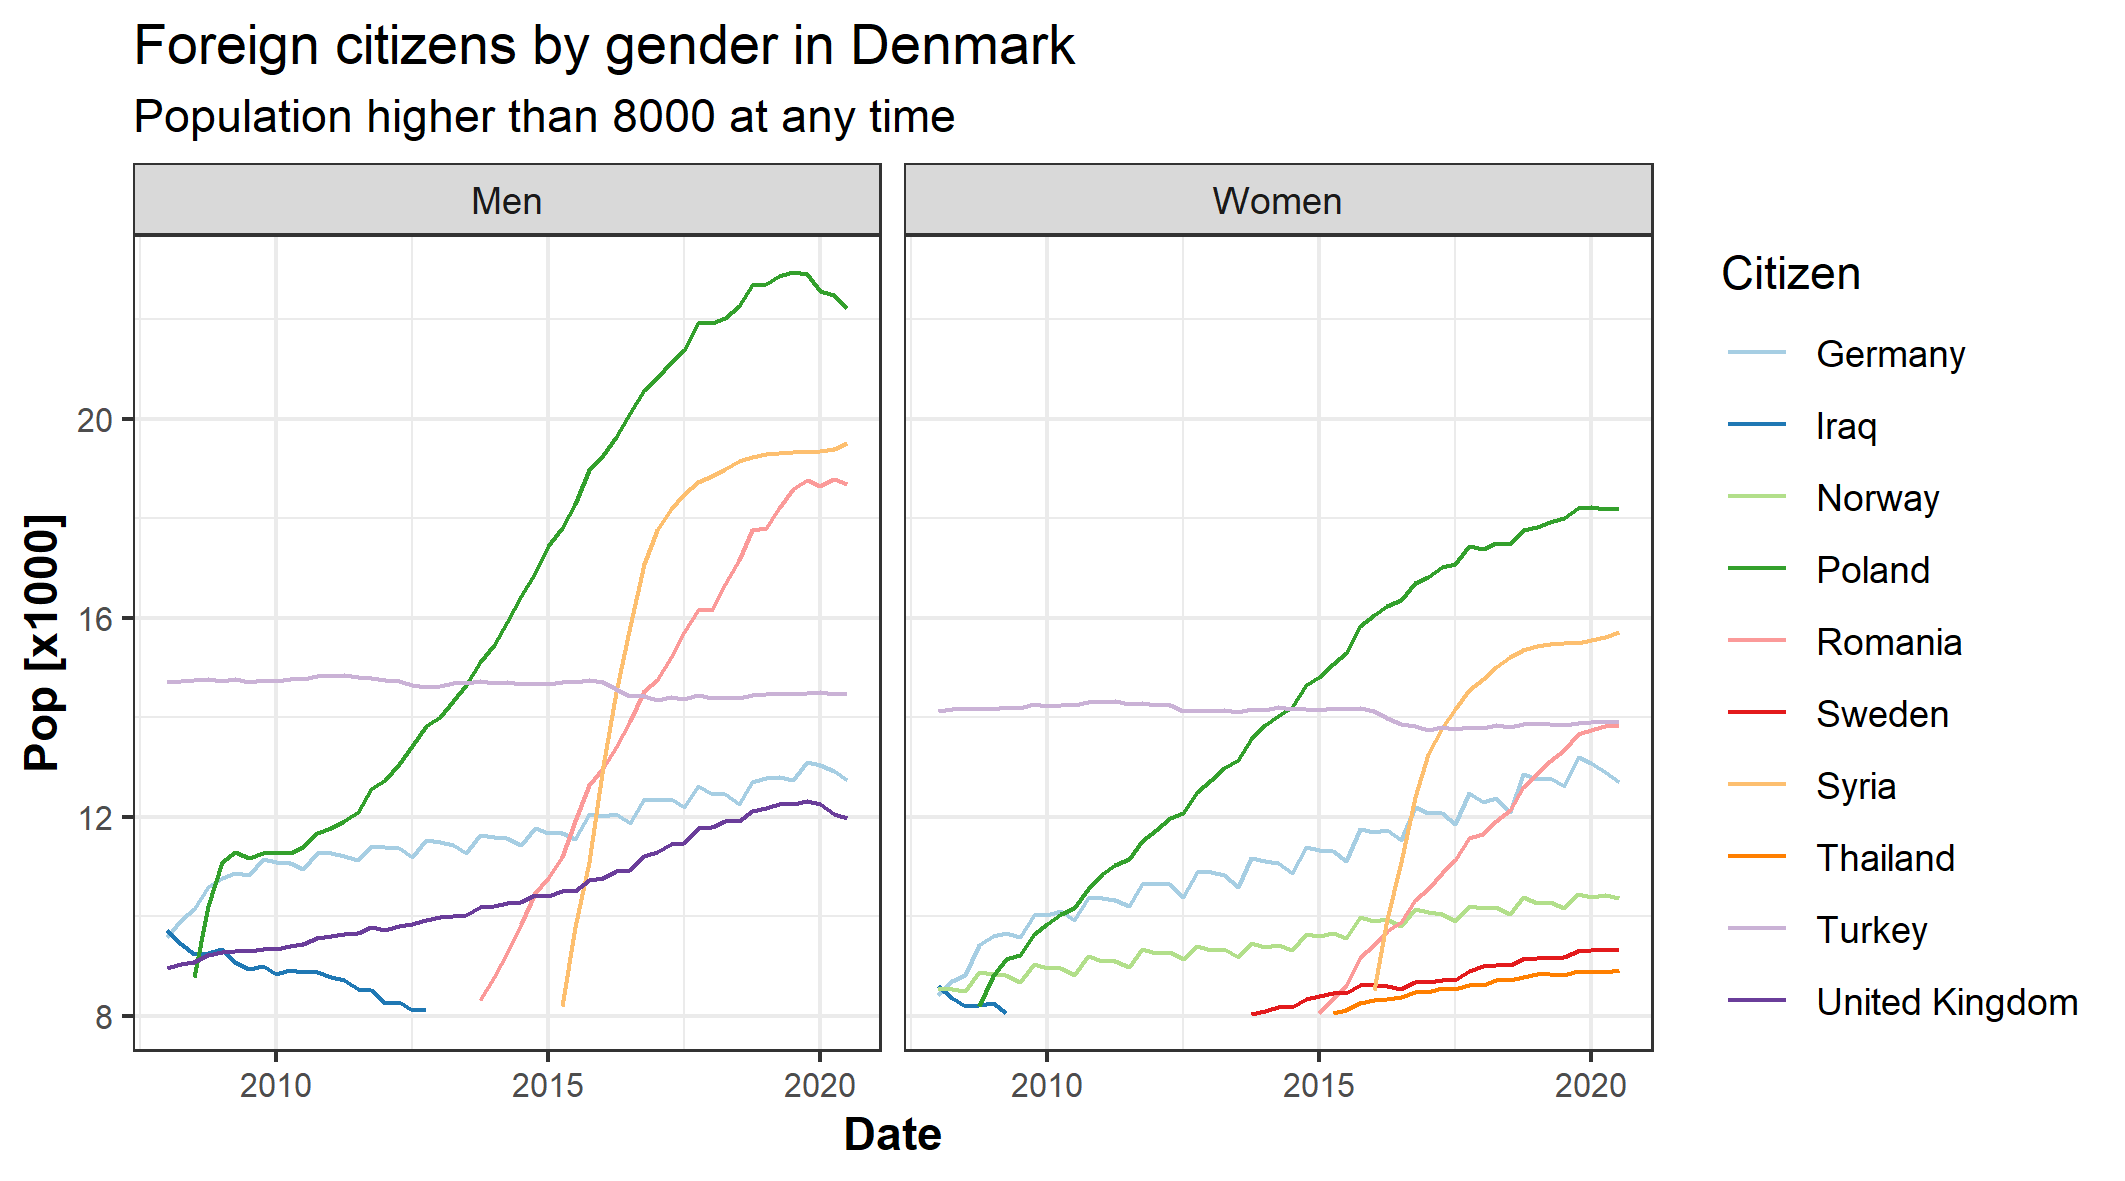 Foreign citizens by gender in Denmark
Population higher than 8000 at any time
Men
Women
Pop [x1000]
20
16
12
8
2010
2015
2020
2010
2015
2020
Date
Citizen
Germany
Iraq
Norway
Poland
Romania
Sweden
Syria
Thailand
Turkey
United Kingdom